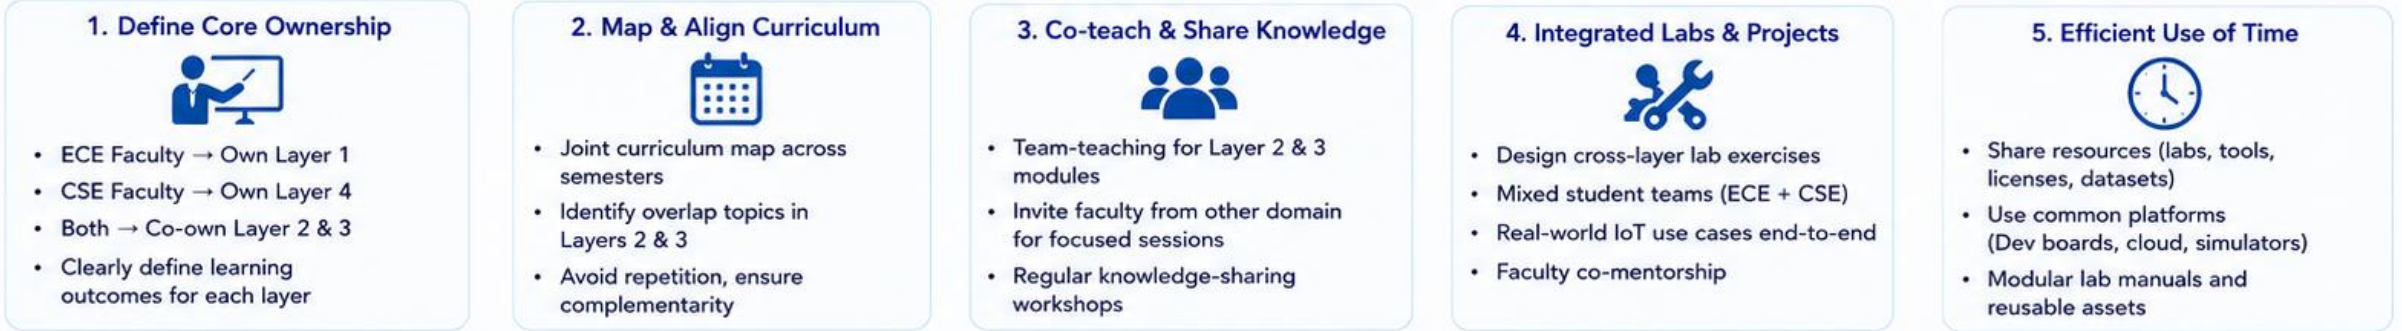 1. Define Core Ownership
• ECE Faculty → Own Layer 1
• CSE Faculty → Own Layer 4
• Both → Co-own Layer 2 & 3
• Clearly define learning
outcomes for each layer
2. Map & Align Curriculum
• Joint curriculum map across
semesters
• Identify overlap topics in
Layers 2 & 3
• Avoid repetition, ensure
complementarity
3. Co-teach & Share Knowledge
• Team-teaching for Layer 2 & 3
modules
• Invite faculty from other domain
for focused sessions
• Regular knowledge-sharing
workshops
4. Integrated Labs & Projects
• Design cross-layer lab exercises
• Mixed student teams (ECE + CSE)
• Real-world IoT use cases end-to-end
• Faculty co-mentorship
5. Efficient Use of Time
• Share resources (labs, tools,
licenses, datasets)
• Use common platforms
(Dev boards, cloud, simulators)
• Modular lab manuals and
reusable assets